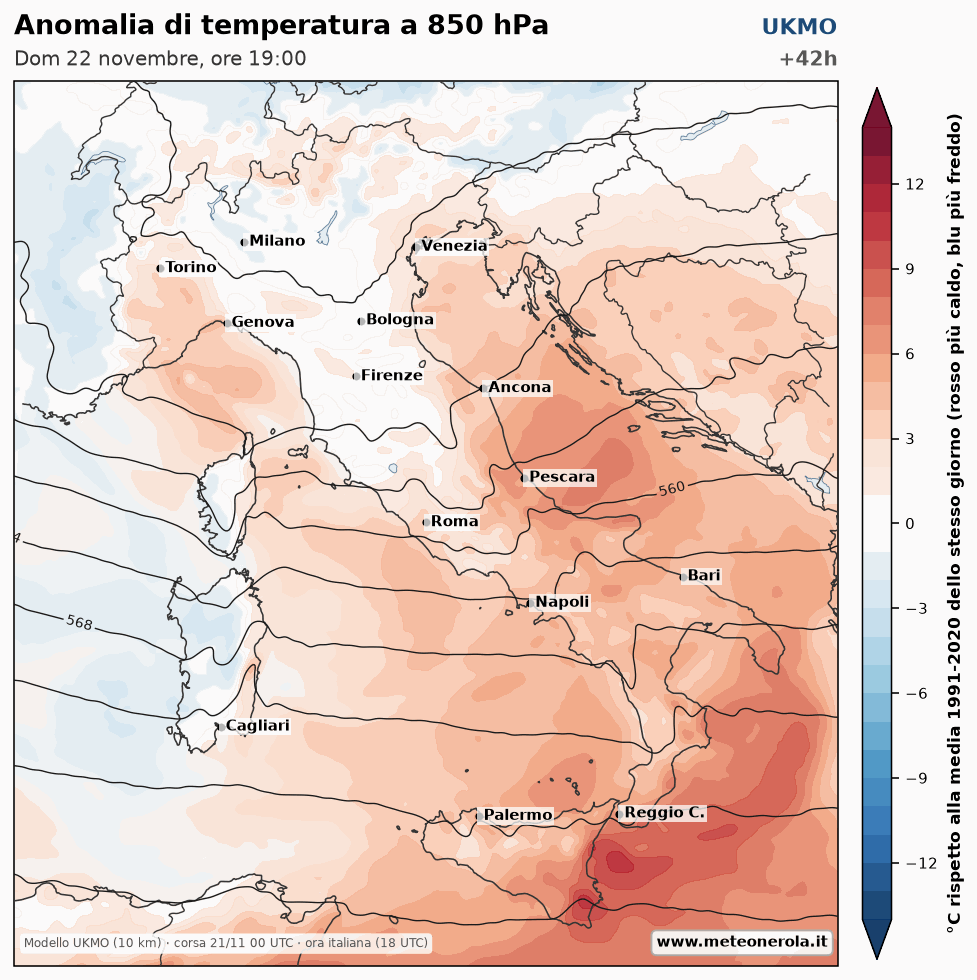 Anomalia di temperatura a 850 hPa
UKMO
Dom 22 novembre, ore 19:00
+42h
Milano
Venezia
Torino
Genova
Bologna
Firenze
Ancona
Pescara
560
Roma
4
Bari
Napoli
568
Cagliari
Palermo
Reggio C.
Modello UKMO (10 km) · corsa 21/11 00 UTC · ora italiana (18 UTC)
www.meteonerola.it
12
9
6
3
0
−3
−6
−9
−12
°C rispetto alla media 1991-2020 dello stesso giorno (rosso più caldo, blu più freddo)